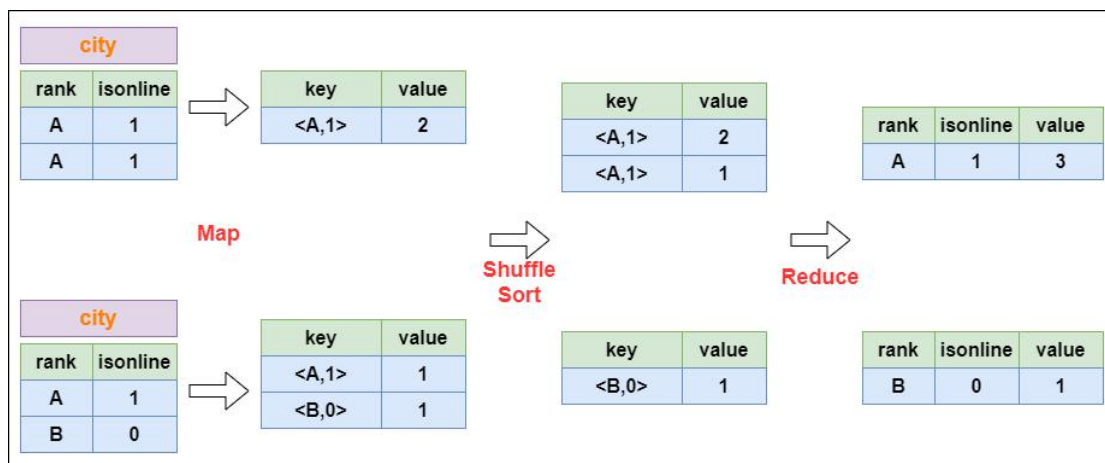 city
rank isonline
A 1
A 1
key value
<A,1> 2
key value
<A,1> 2
<A,1> 1
rank isonline value
A 1 3
Map
Shuffle
Sort
Reduce
city
rank isonline
A 1
B 0
key value
<A,1> 1
<B,0> 1
key value
<B,0> 1
rank isonline value
B 0 1